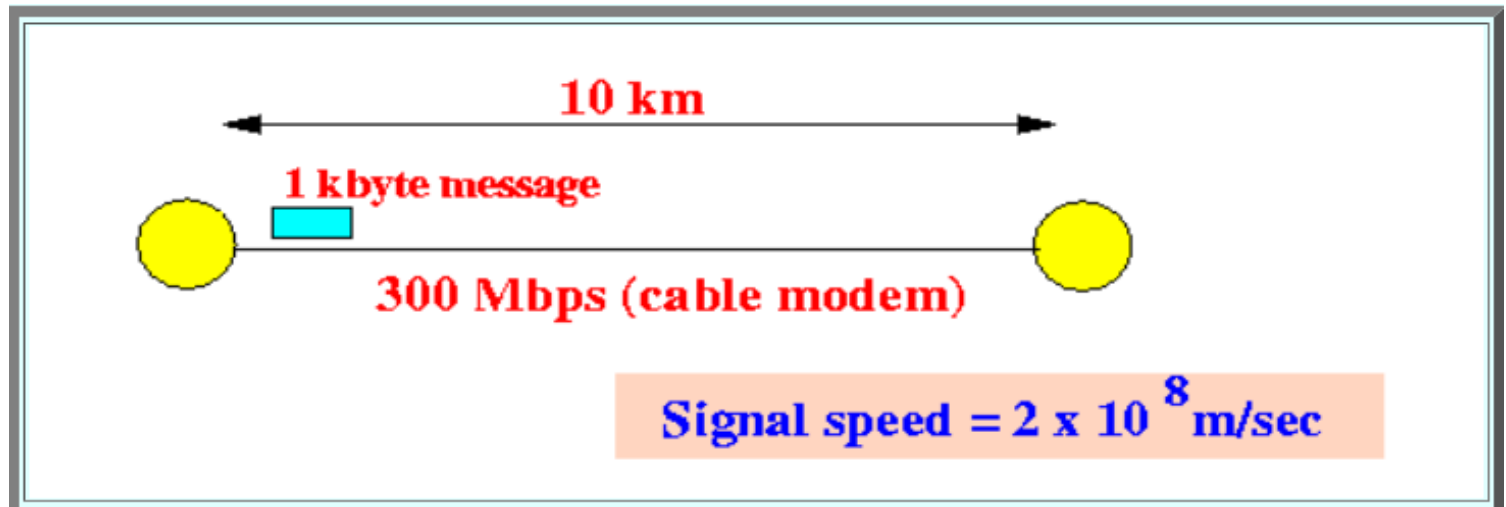 10 km
1 kbyte message
300 Mbps (cable modem)
Signal speed = 2 x 10 8 m/sec